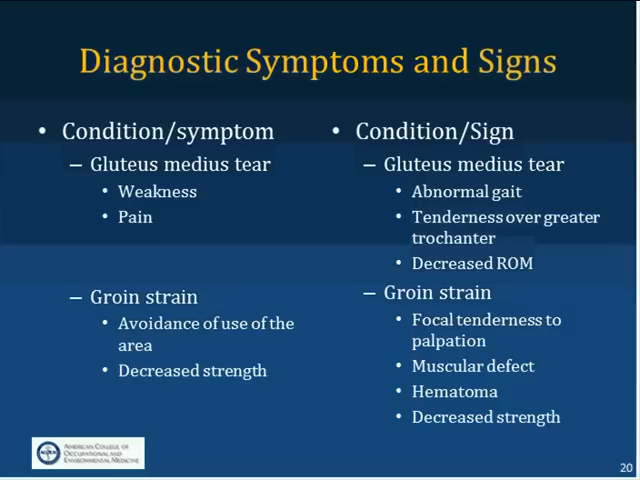 Diagnostic Symptoms and Signs
• Condition/symptom
– Gluteus medius tear
• Weakness
• Pain
– Groin strain
• Avoidance of use of the
area
• Decreased strength
• Condition/Sign
– Gluteus medius tear
• Abnormal gait
• Tenderness over greater
trochanter
• Decreased ROM
– Groin strain
• Focal tenderness to
palpation
• Muscular defect
• Hematoma
• Decreased strength
American College of
Occupational and
Environmental Medicine
20